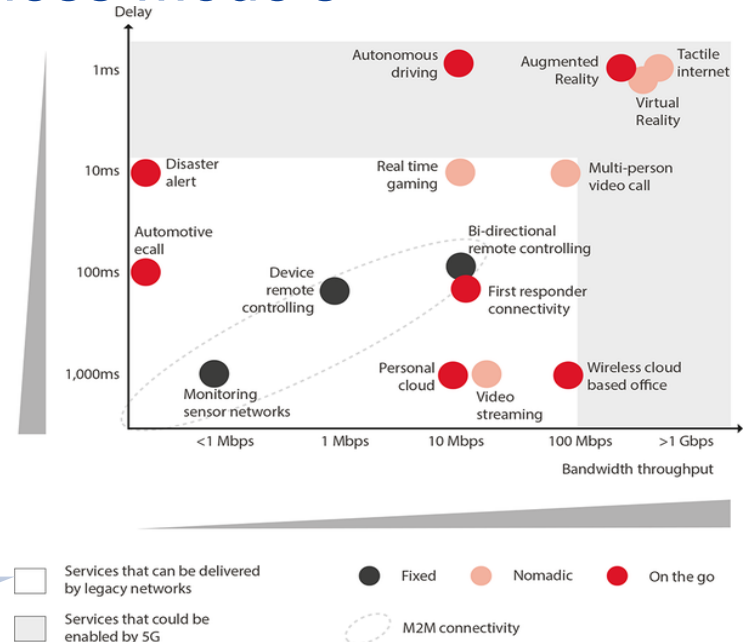 Delay
Autonomous
driving
Augmented
Reality
Tactile
internet
Virtual
Reality
1ms
10ms
Disaster
alert
Real time
gaming
Multi-person
video call
Automotive
ecall
Bi-directional
remote controlling
100ms
Device
remote
controlling
First responder
connectivity
1,000ms
Monitoring
sensor networks
Personal
cloud
Video
streaming
Wireless cloud
based office
<1 Mbps 1 Mbps 10 Mbps 100 Mbps >1 Gbps
Bandwidth throughput
Services that can be delivered
by legacy networks
Fixed
Nomadic
On the go
Services that could be
enabled by 5G
M2M connectivity